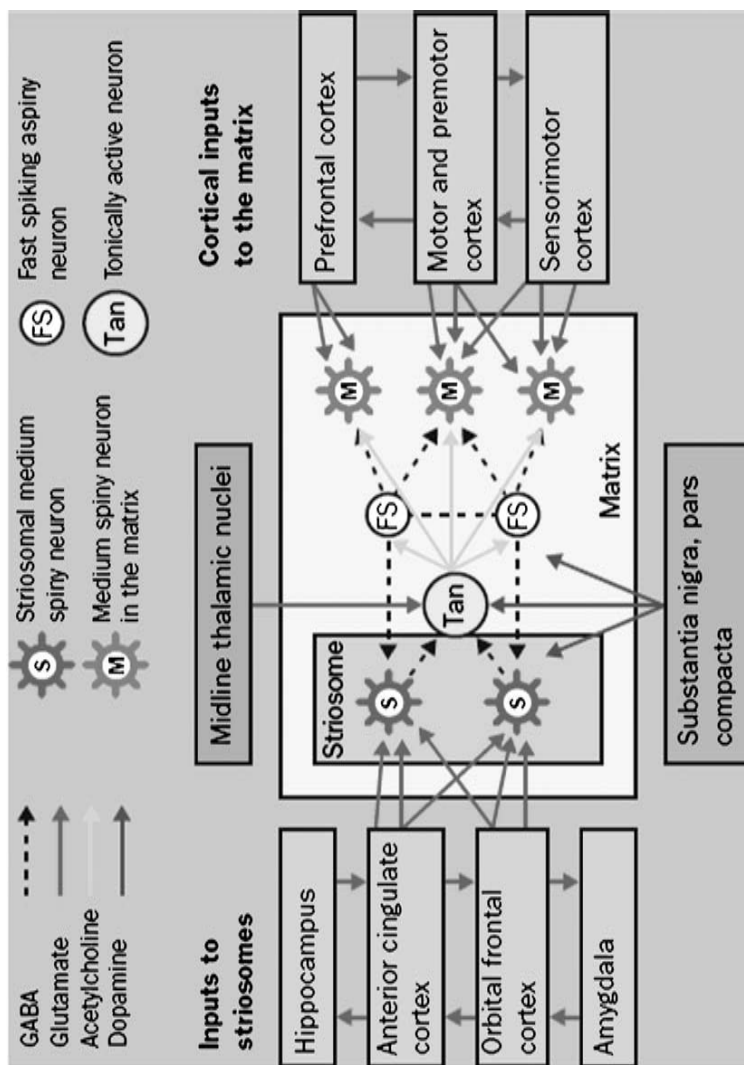 GABA
Glutamate
Acetylcholine
Dopamine
S
Striosomal medium
spiny neuron
M
Medium spiny neuron
in the matrix
FS
Fast spiking aspiny
neuron
Tan
Tonically active neuron
Inputs to
striosomes
Midline thalamic nuclei
Cortical inputs
to the matrix
Hippocampus
Anterior cingulate
cortex
Orbital frontal
cortex
Amygdala
Striosome
S
S
Tan
FS
FS
M
M
M
Matrix
Prefrontal cortex
Motor and premotor
cortex
Sensorimotor
cortex
Substantia nigra, pars
compacta